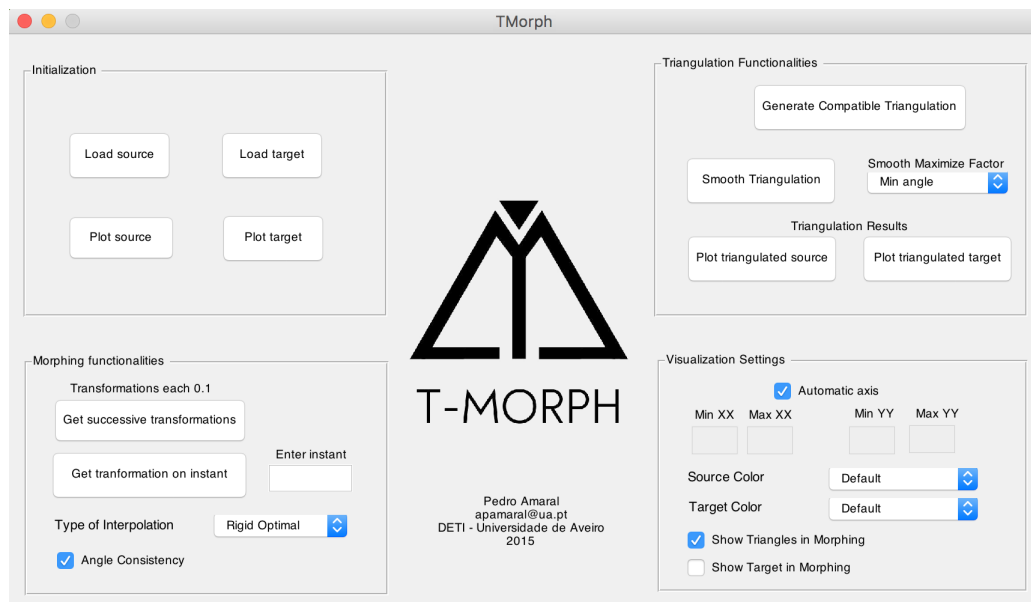 TMorph
Initialization
Load source
Load target
Plot source
Plot target
Triangulation Functionalities
Generate Compatible Triangulation
Smooth Triangulation
Smooth Maximize Factor
Min angle
Triangulation Results
Plot triangulated source
Plot triangulated target
T-MORPH
Pedro Amaral
apamaral@ua.pt
DETI - Universidade de Aveiro
2015
Morphing functionalities
Transformations each 0.1
Get successive transformations
Get tranformation on instant
Enter instant
Type of Interpolation
Rigid Optimal
Angle Consistency
Visualization Settings
Automatic axis
Min XX
Max XX
Min YY
Max YY
Source Color
Default
Target Color
Default
Show Triangles in Morphing
Show Target in Morphing